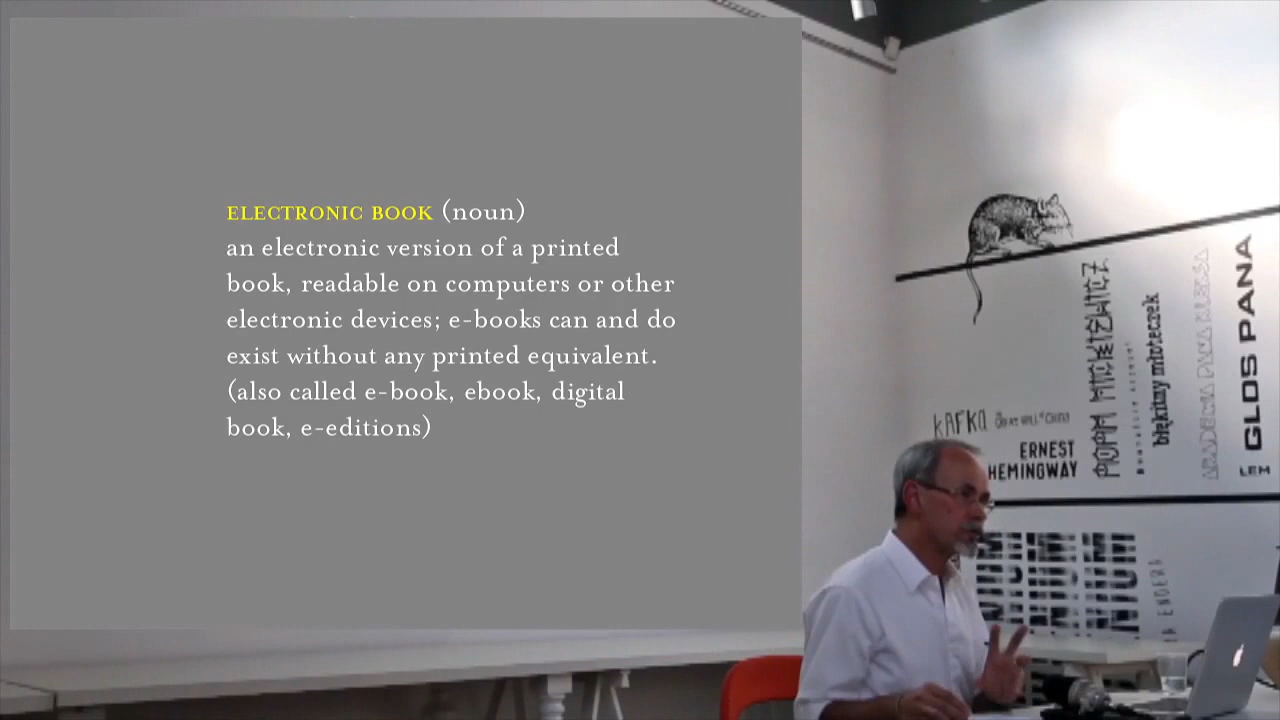 ELECTRONIC BOOK (noun)
an electronic version of a printed
book, readable on computers or other
electronic devices; e-books can and do
exist without any printed equivalent.
(also called e-book, ebook, digital
book, e-editions)
KAFKA
ERNEST
HEMINGWAY
błękitny młoteczek
GLOS PANA
LEM